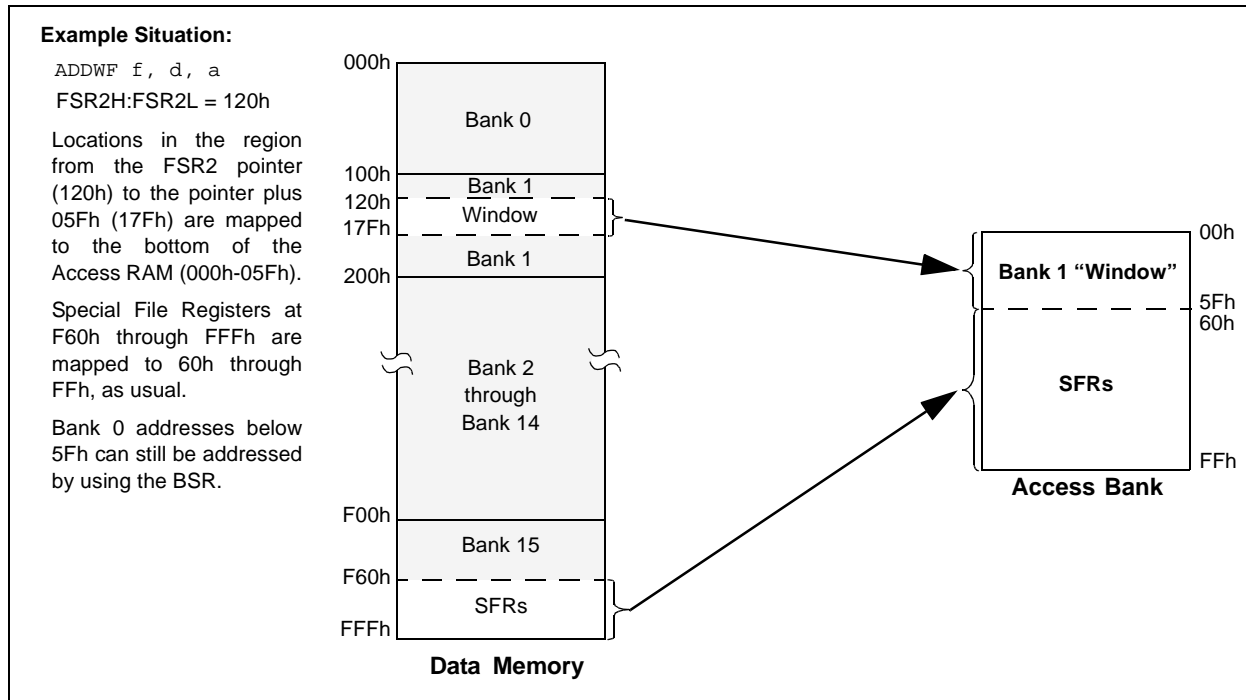 Example Situation:
ADDWF f, d, a
FSR2H:FSR2L = 120h
Locations in the region
from the FSR2 pointer
(120h) to the pointer plus
05Fh (17Fh) are mapped
to the bottom of the
Access RAM (000h-05Fh).
Special File Registers at
F60h through FFFh are
mapped to 60h through
FFh, as usual.
Bank 0 addresses below
5Fh can still be addressed
by using the BSR.
000h
Bank 0
100h
Bank 1
120h
Window
17Fh
Bank 1
200h
Bank 2
through
Bank 14
F00h
Bank 15
F60h
SFRs
FFFh
Data Memory
00h
Bank 1 “Window”
5Fh
60h
SFRs
FFh
Access Bank